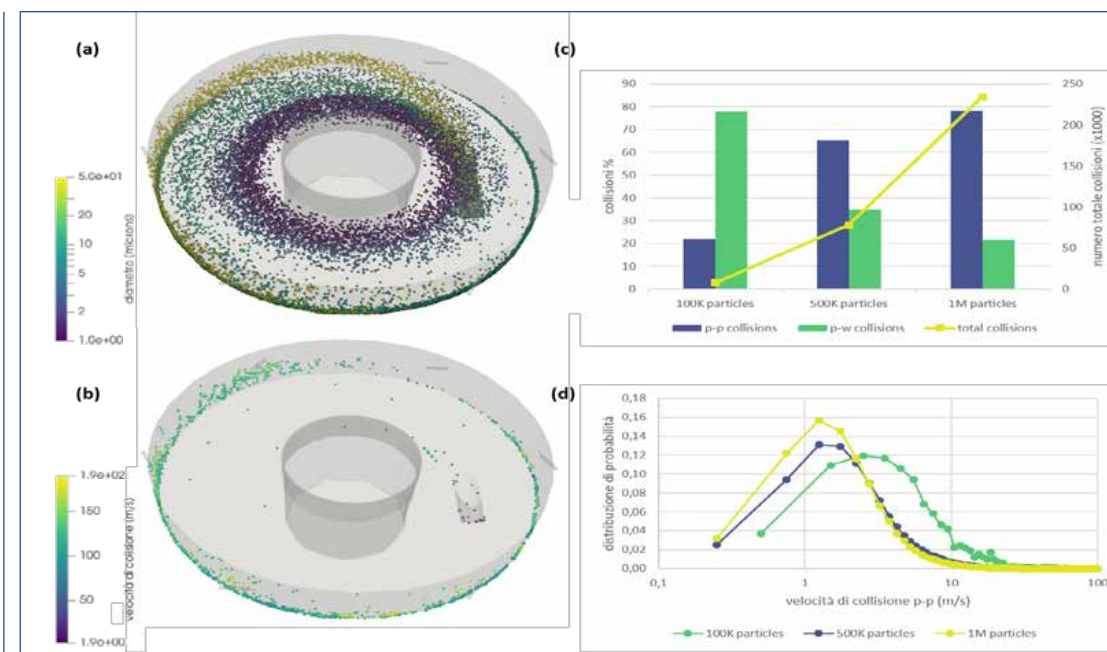 (a)
5.0e+01
20
10
5
2
1.0e+00
diametro (microns)
(b)
1.9e+02
150
100
50
1.9e+00
velocità di collisione (m/s)
(c)
90
80
70
60
50
40
30
20
10
0
collisioni %
250
200
150
100
50
0
numero totale collisioni (x1000)
100K particles 500K particles 1M particles
p-p collisions p-w collisions total collisions
(d)
0,18
0,16
0,14
0,12
0,10
0,08
0,06
0,04
0,02
0,00
distribuzione di probabilità
0,1 1 10 100
velocità di collisione p-p (m/s)
100K particles 500K particles 1M particles